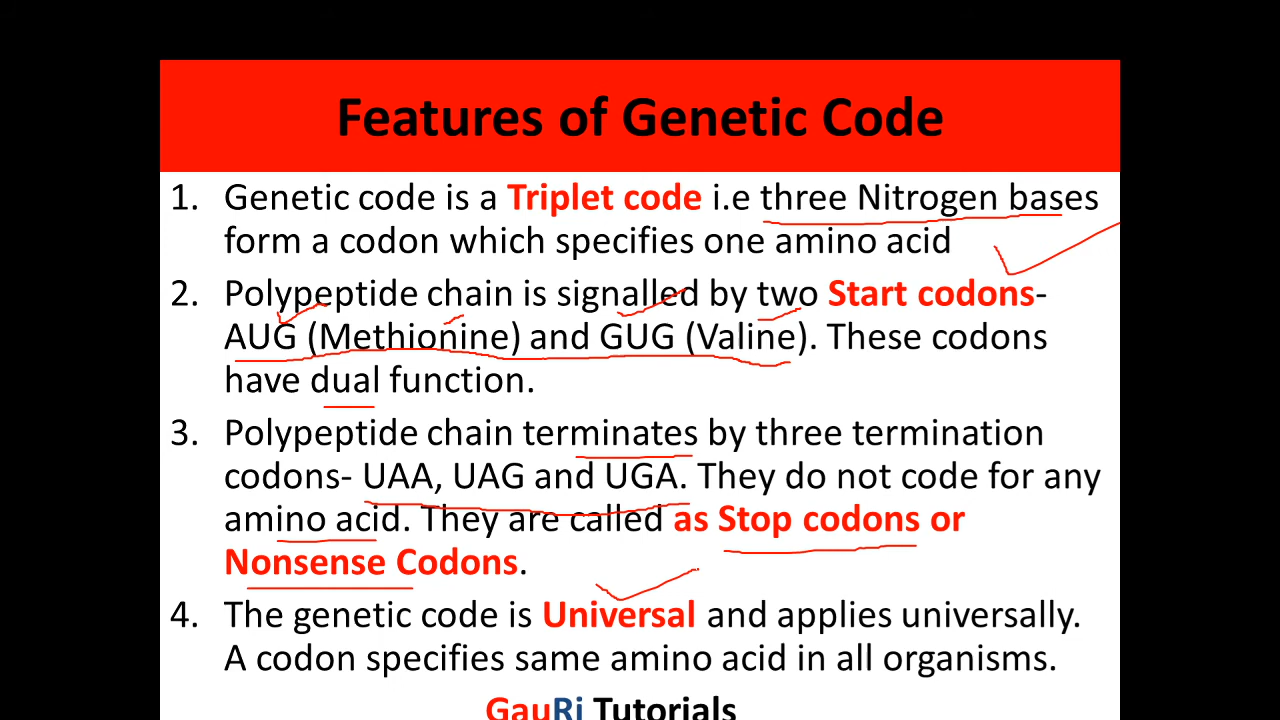 Features of Genetic Code
1. Genetic code is a Triplet code i.e three Nitrogen bases
form a codon which specifies one amino acid
2. Polypeptide chain is signalled by two Start codons-
AUG (Methionine) and GUG (Valine). These codons
have dual function.
3. Polypeptide chain terminates by three termination
codons- UAA, UAG and UGA. They do not code for any
amino acid. They are called as Stop codons or
Nonsense Codons.
4. The genetic code is Universal and applies universally.
A codon specifies same amino acid in all organisms.
GauRi Tutorials